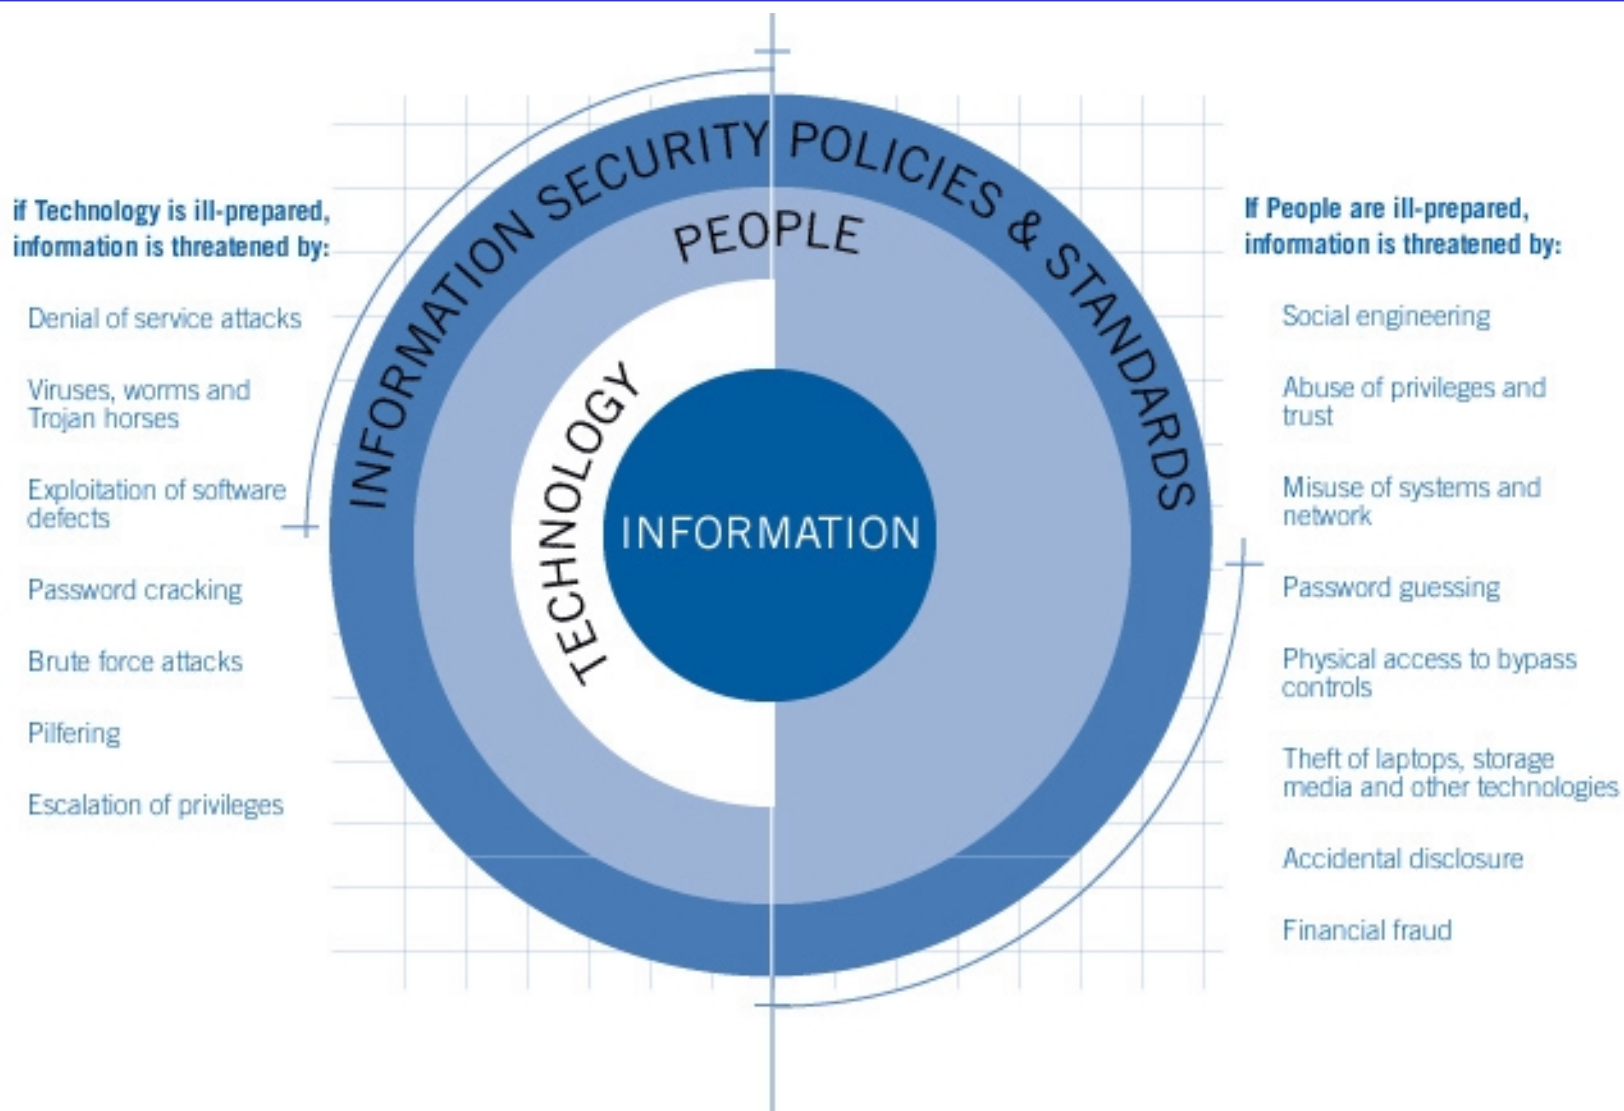 INFORMATION SECURITY POLICIES & STANDARDS
PEOPLE
TECHNOLOGY
INFORMATION
if Technology is ill-prepared,
information is threatened by:
Denial of service attacks
Viruses, worms and
Trojan horses
Exploitation of software
defects
Password cracking
Brute force attacks
Pilfering
Escalation of privileges
If People are ill-prepared,
information is threatened by:
Social engineering
Abuse of privileges and
trust
Misuse of systems and
network
Password guessing
Physical access to bypass
controls
Theft of laptops, storage
media and other technologies
Accidental disclosure
Financial fraud